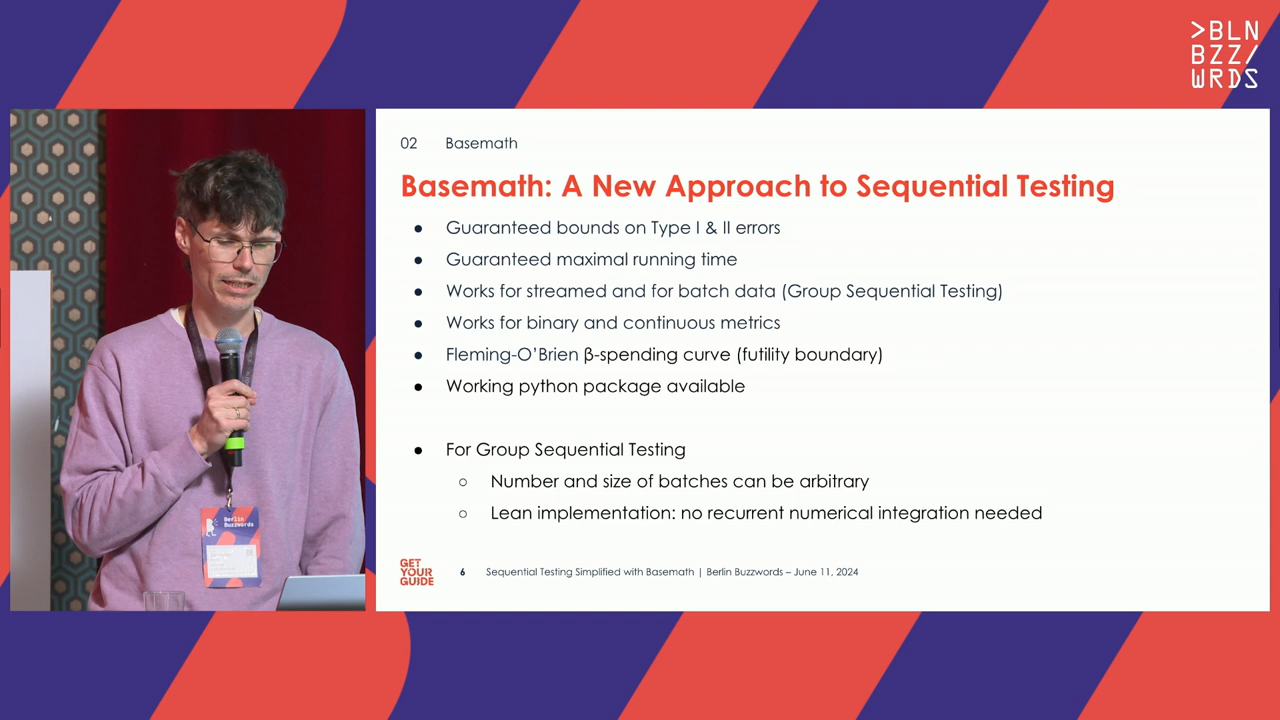 >BLN
BZZ/
WRDS
02 Basemath
Basemath: A New Approach to Sequential Testing
● Guaranteed bounds on Type I & II errors
● Guaranteed maximal running time
● Works for streamed and for batch data (Group Sequential Testing)
● Works for binary and continuous metrics
● Fleming-O’Brien β-spending curve (futility boundary)
● Working python package available
● For Group Sequential Testing
○ Number and size of batches can be arbitrary
○ Lean implementation: no recurrent numerical integration needed
GET
YOUR
GUIDE
6 Sequential Testing Simplified with Basemath | Berlin Buzzwords – June 11, 2024
Berlin
Buzzwords